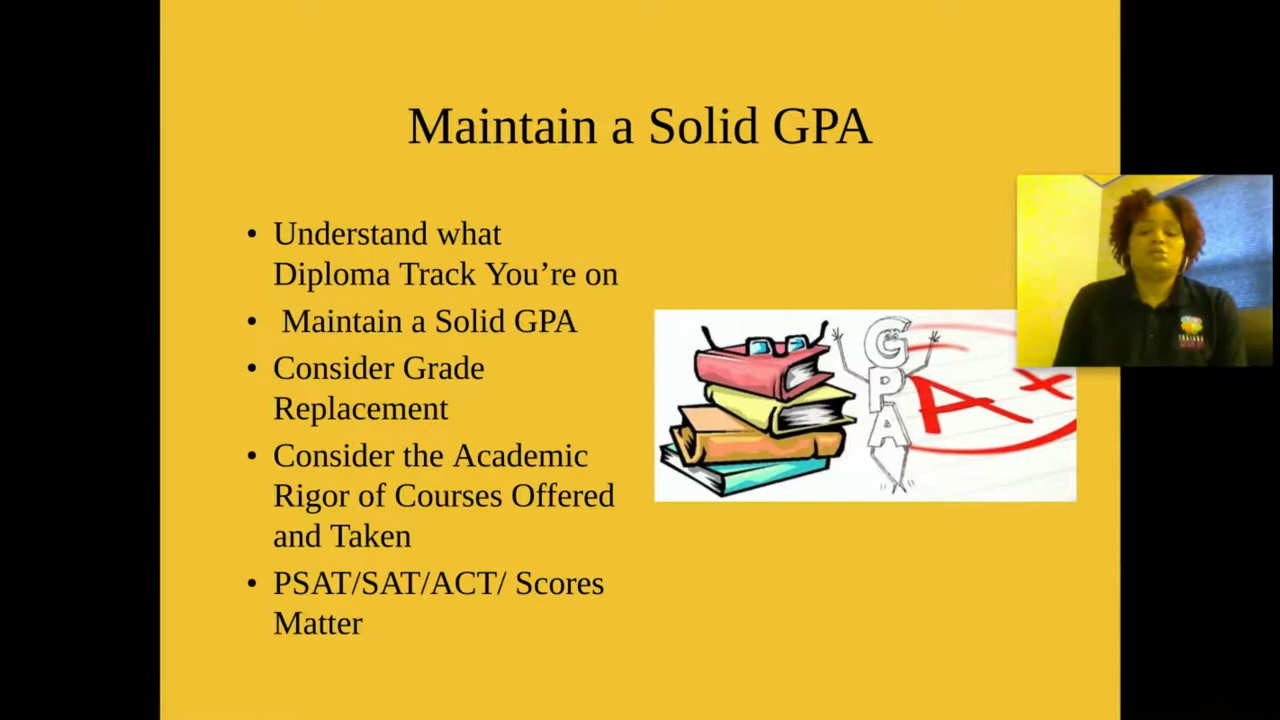 Maintain a Solid GPA
• Understand what
Diploma Track You’re on
• Maintain a Solid GPA
• Consider Grade
Replacement
• Consider the Academic
Rigor of Courses Offered
and Taken
• PSAT/SAT/ACT/ Scores
Matter
GPA
A+